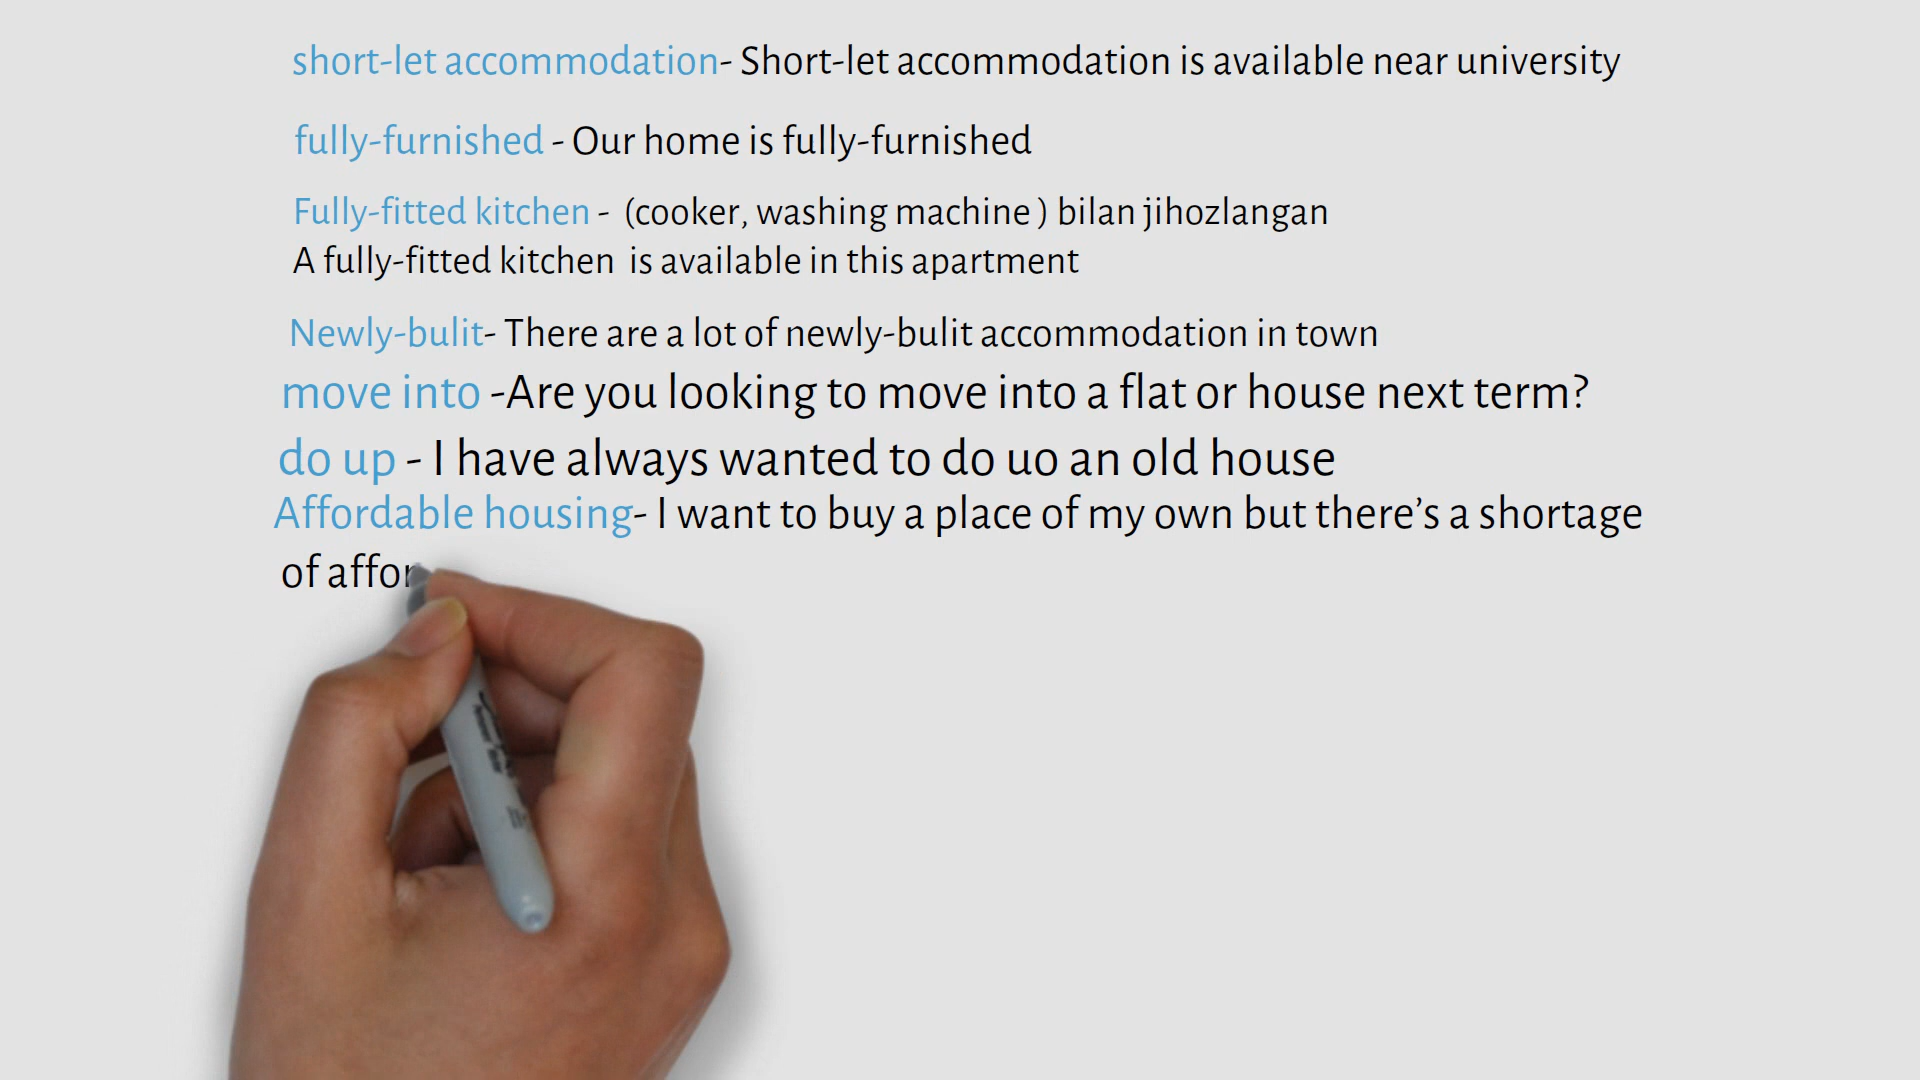 short-let accommodation- Short-let accommodation is available near university
fully-furnished - Our home is fully-furnished
Fully-fitted kitchen - (cooker, washing machine ) bilan jihozlangan
A fully-fitted kitchen is available in this apartment
Newly-bulit- There are a lot of newly-bulit accommodation in town
move into -Are you looking to move into a flat or house next term?
do up - I have always wanted to do uo an old house
Affordable housing- I want to buy a place of my own but there’s a shortage
of affor